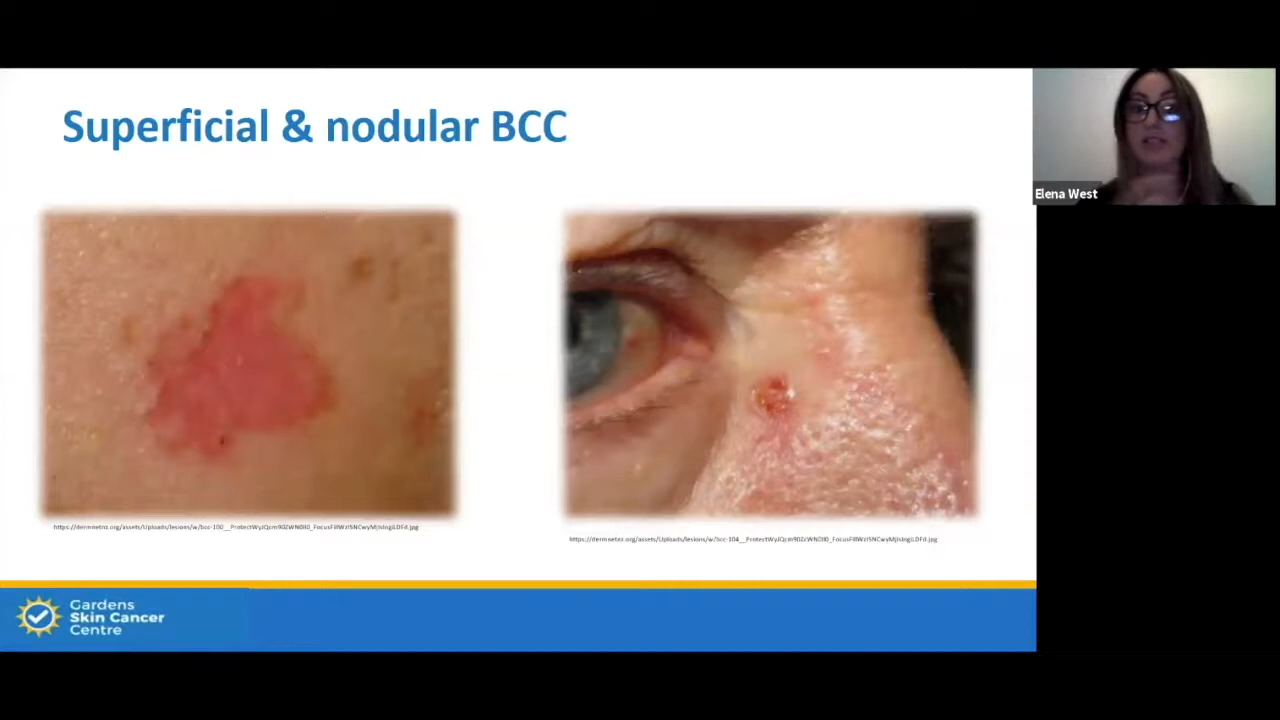 Superficial & nodular BCC
Elena West
Gardens
Skin Cancer
Centre